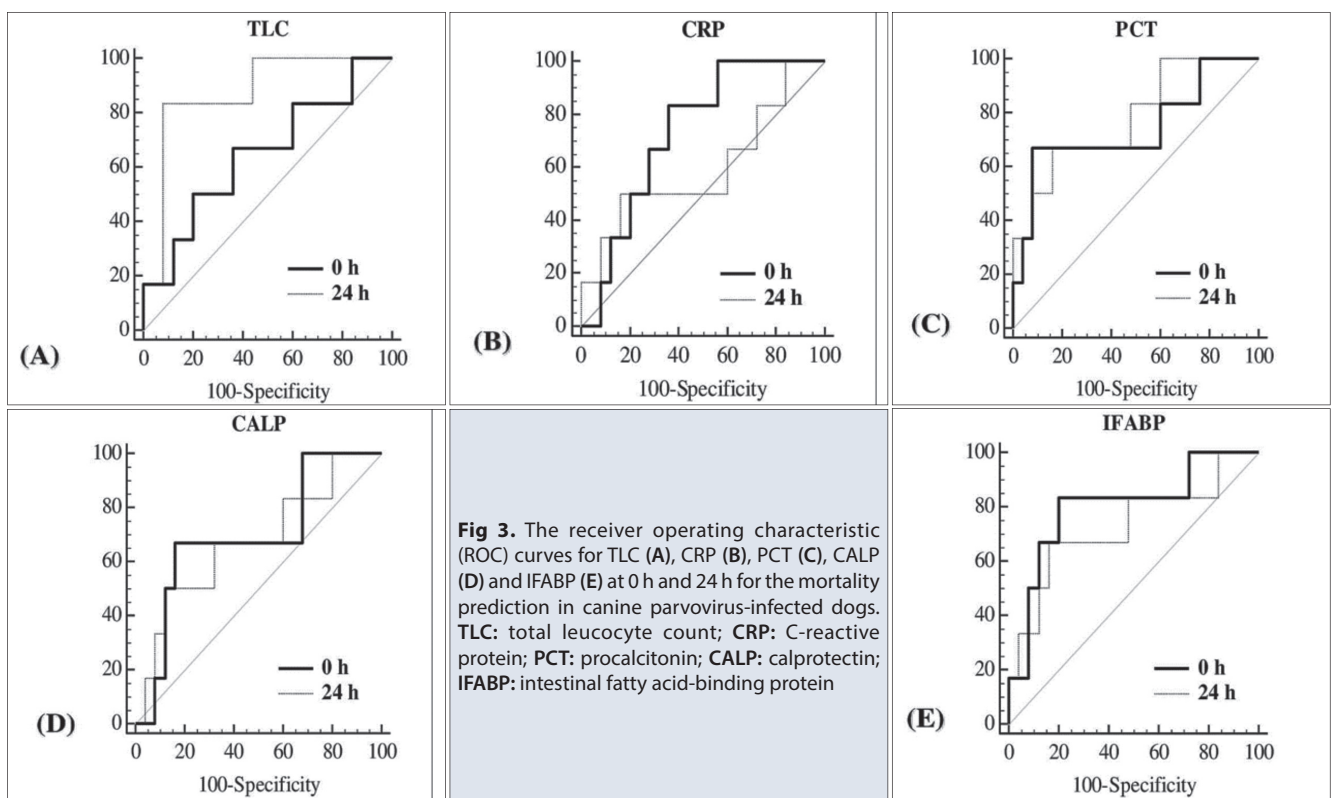 TLC
100
80
60
40
20
0
0 h
24 h
0 20 40 60 80 100
(A)
100-Specificity
CRP
100
80
60
40
20
0
0 h
24 h
0 20 40 60 80 100
(B)
100-Specificity
PCT
100
80
60
40
20
0
0 h
24 h
0 20 40 60 80 100
(C)
100-Specificity
CALP
100
80
60
40
20
0
0 h
24 h
0 20 40 60 80 100
(D)
100-Specificity
Fig 3. The receiver operating characteristic
(ROC) curves for TLC (A), CRP (B), PCT (C), CALP
(D) and IFABP (E) at 0 h and 24 h for the mortality
prediction in canine parvovirus-infected dogs.
TLC: total leucocyte count; CRP: C-reactive
protein; PCT: procalcitonin; CALP: calprotectin;
IFABP: intestinal fatty acid-binding protein
IFABP
100
80
60
40
20
0
0 h
24 h
0 20 40 60 80 100
(E)
100-Specificity